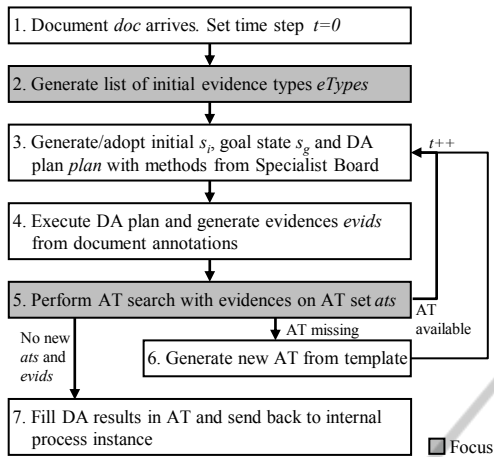 1. Document doc arrives. Set time step t=0
2. Generate list of initial evidence types eTypes
3. Generate/adopt initial si, goal state sg and DA
plan plan with methods from Specialist Board
t++
4. Execute DA plan and generate evidences evids
from document annotations
5. Perform AT search with evidences on AT set ats
AT
available
No new
ats and
evids
AT missing
6. Generate new AT from template
7. Fill DA results in AT and send back to internal
process instance
Focus